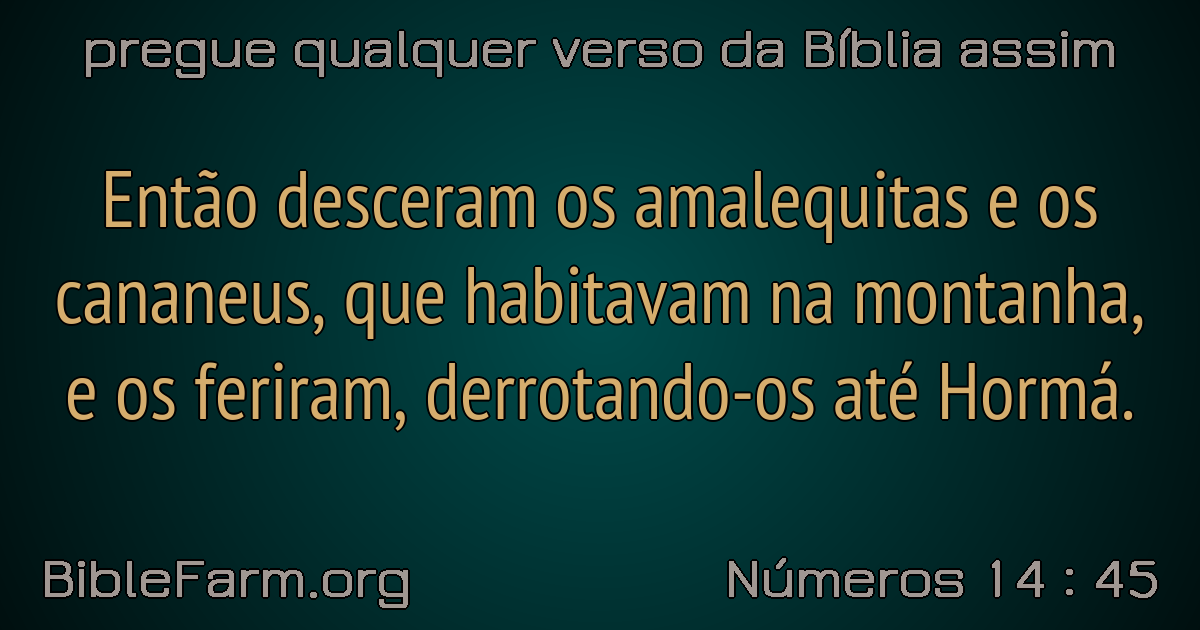 pregue qualquer verso da Bíblia assim
Então desceram os amalequitas e os
cananeus, que habitavam na montanha,
e os feriram, derrotando-os até Hormá.
BibleFarm.org
Números 14 : 45